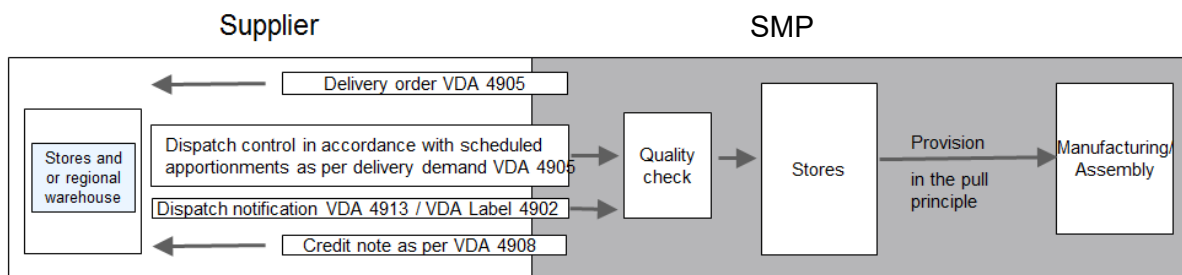 Supplier
SMP
Delivery order VDA 4905
Stores and
or regional
warehouse
Dispatch control in accordance with scheduled
apportionments as per delivery demand VDA 4905
Dispatch notification VDA 4913 / VDA Label 4902
Credit note as per VDA 4908
Quality
check
Stores
Provision
in the pull
principle
Manufacturing/
Assembly